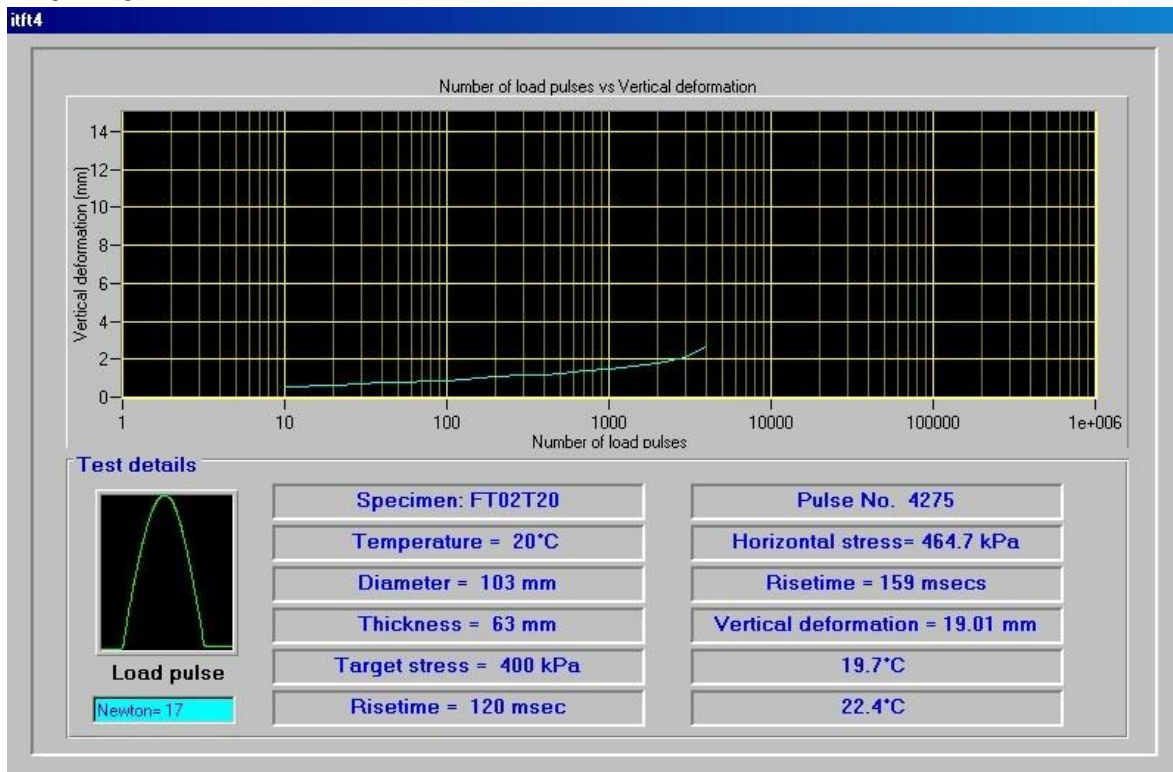 itft4
Number of load pulses vs Vertical deformation
Vertical deformation (mm)
14
12
10
8
6
4
2
0
1 10 100 1000 10000 100000 1e+006
Number of load pulses
Test details
Specimen: FT02T20
Temperature = 20°C
Diameter = 103 mm
Thickness = 63 mm
Target stress = 400 kPa
Risetime = 120 msec
Pulse No. 4275
Horizontal stress= 464.7 kPa
Risetime = 159 msecs
Vertical deformation = 19.01 mm
19.7°C
22.4°C
Load pulse
Newton= 17